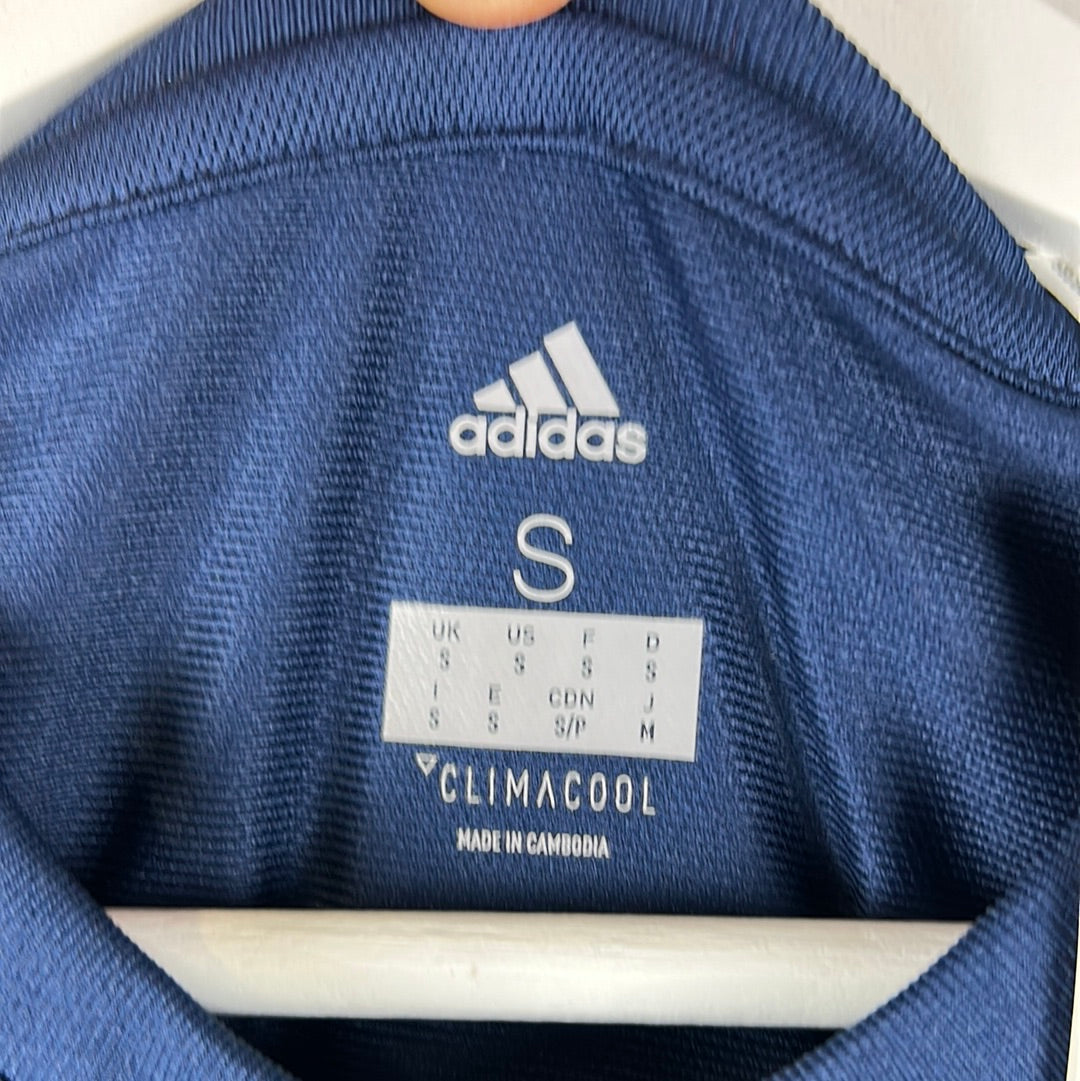 adidas
S
UK US F D
S S S S
I E CDN J
S S S/P M
CLIMACOOL
MADE IN CAMBODIA